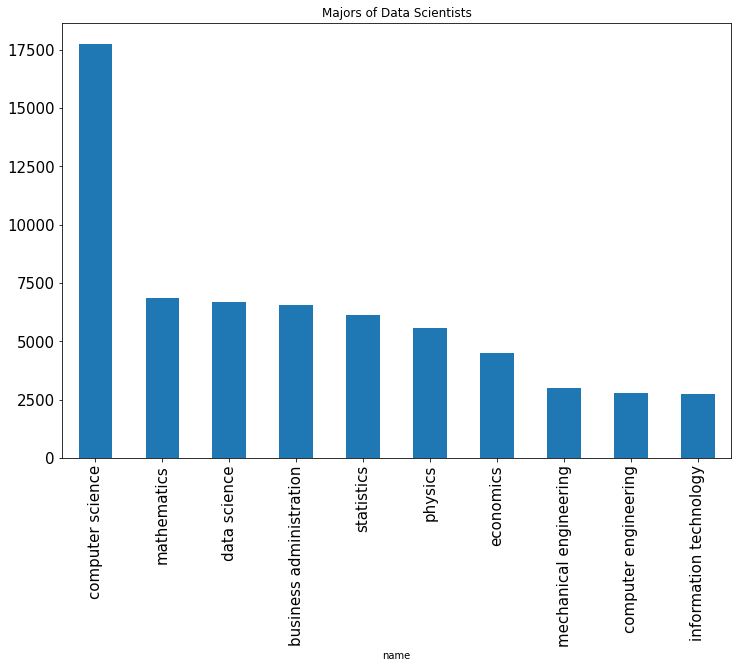 Majors of Data Scientists
17500
15000
12500
10000
7500
5000
2500
0
computer science
mathematics
data science
business administration
statistics
physics
economics
mechanical engineering
computer engineering
information technology
name